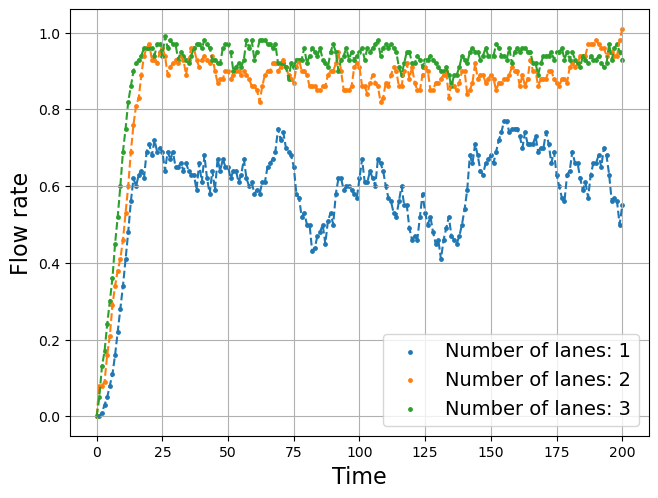 1.0
0.8
0.6
0.4
0.2
0.0
Flow rate
Number of lanes: 1
Number of lanes: 2
Number of lanes: 3
0 25 50 75 100 125 150 175 200
Time